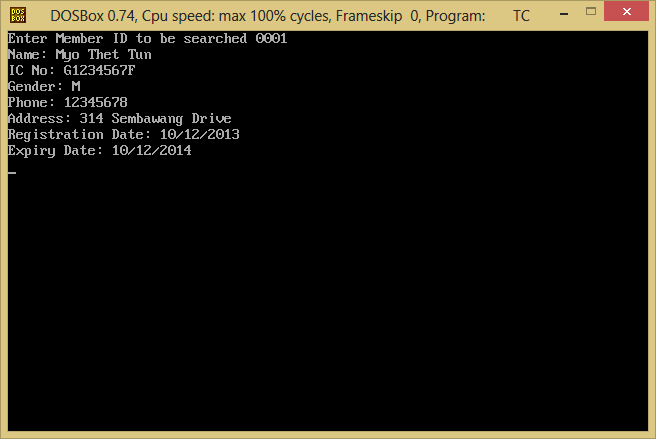 DOS
BOX
DOSBox 0.74, Cpu speed: max 100% cycles, Frameskip 0, Program: TC
Enter Member ID to be searched 0001
Name: Myo Thet Tun
IC No: G1234567F
Gender: M
Phone: 12345678
Address: 314 Sembawang Drive
Registration Date: 10/12/2013
Expiry Date: 10/12/2014